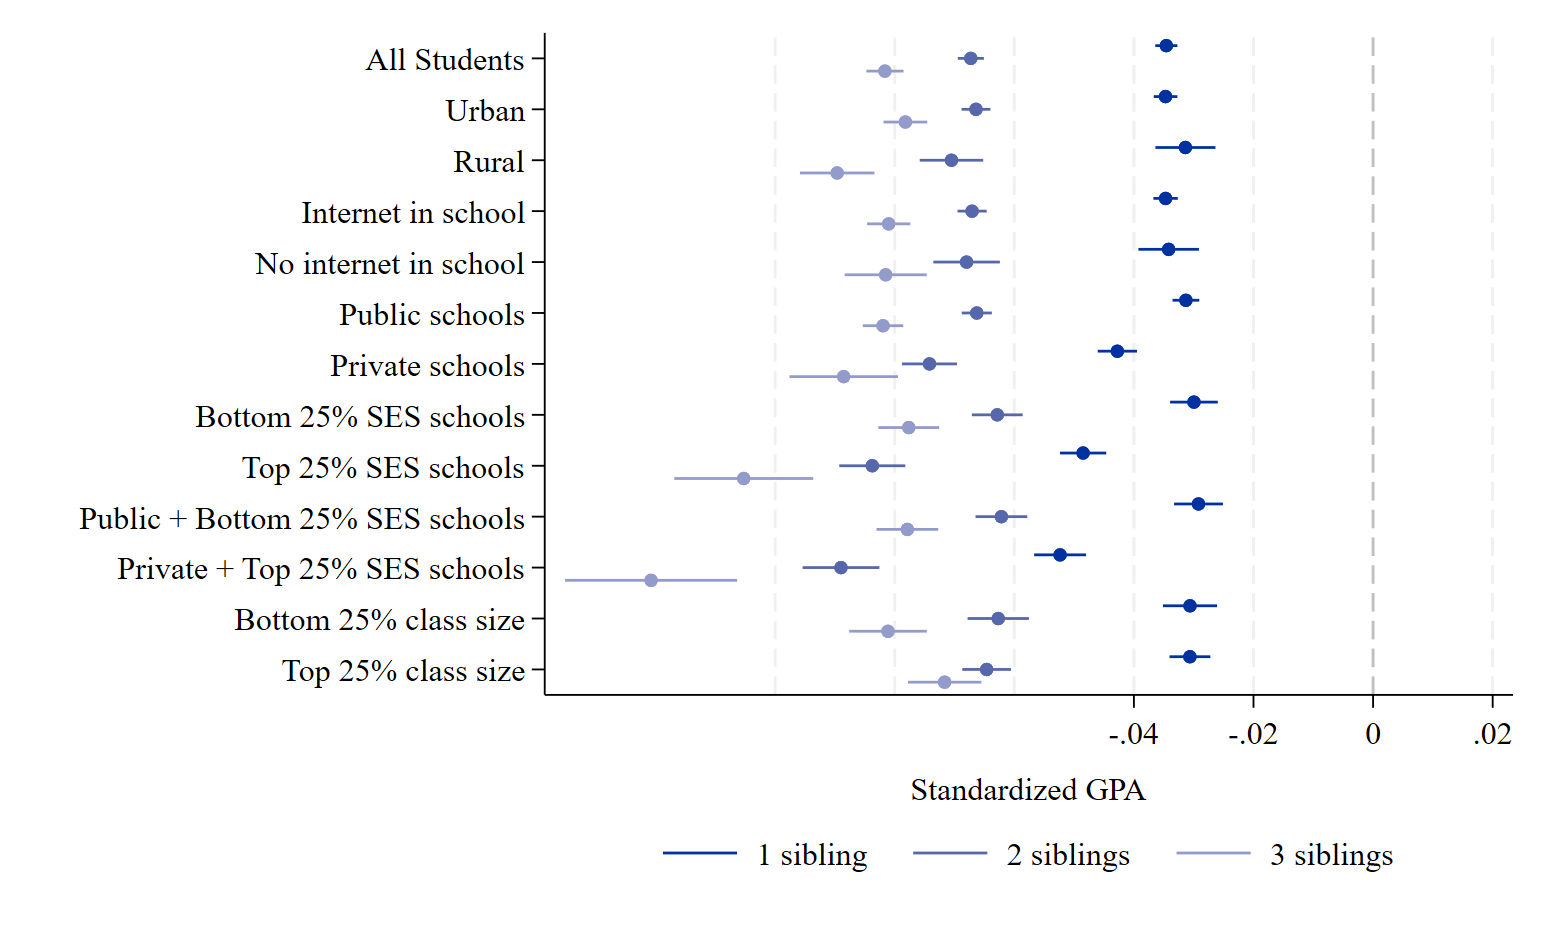 All Students
Urban
Rural
Internet in school
No internet in school
Public schools
Private schools
Bottom 25% SES schools
Top 25% SES schools
Public + Bottom 25% SES schools
Private + Top 25% SES schools
Bottom 25% class size
Top 25% class size
-.04 -.02 0 .02
Standardized GPA
1 sibling 2 siblings 3 siblings